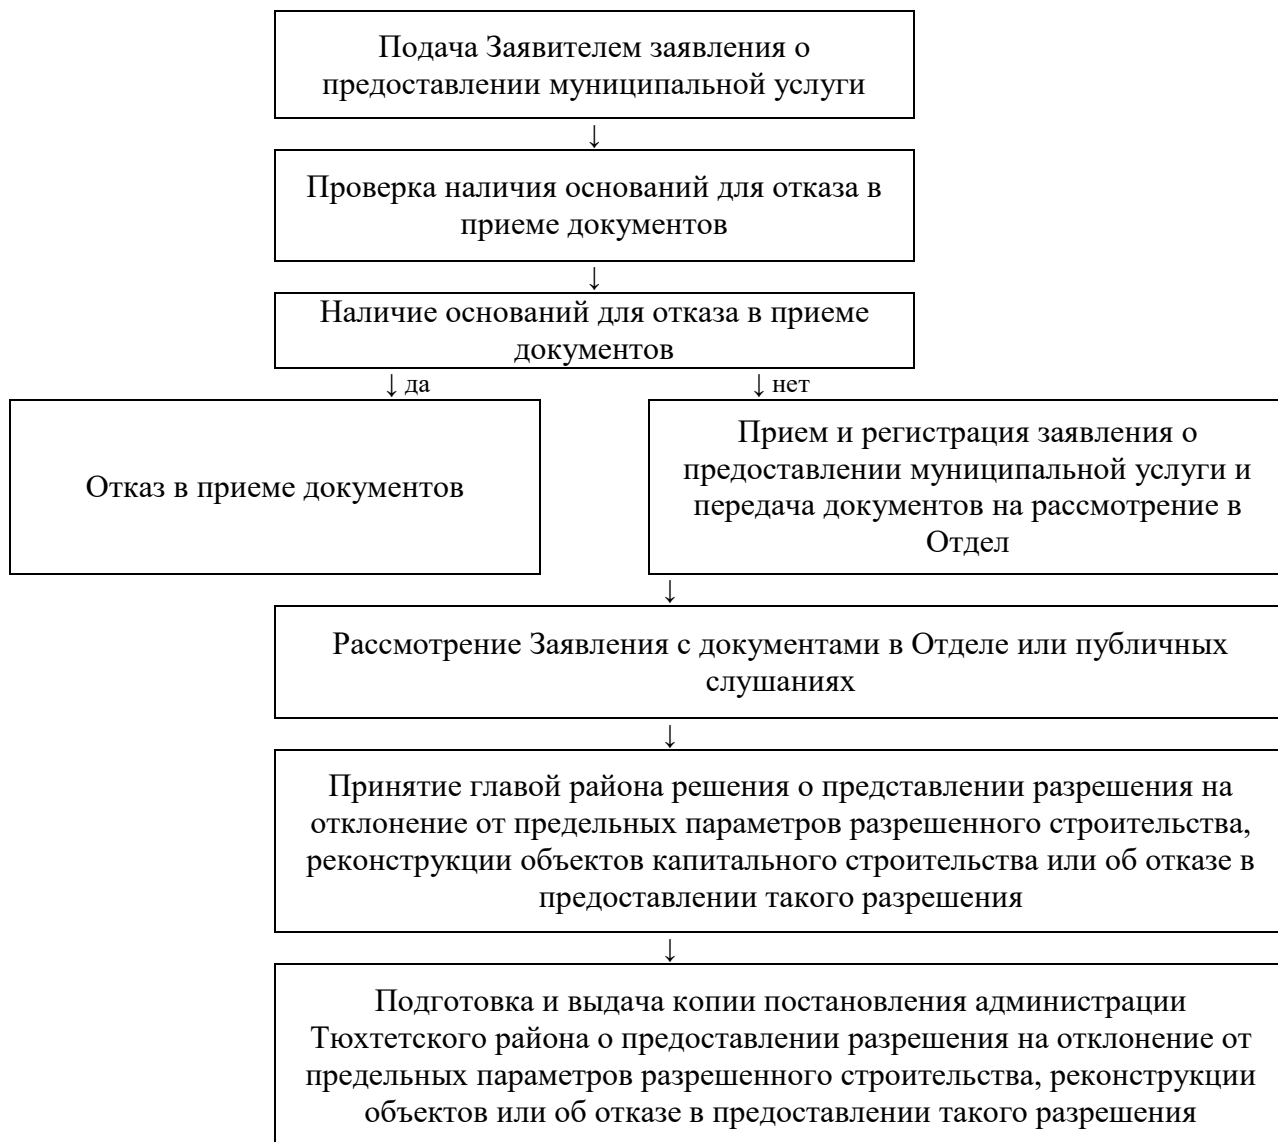 Подача Заявителем заявления о
предоставлении муниципальной услуги
↓
Проверка наличия оснований для отказа в
приеме документов
↓
Наличие оснований для отказа в приеме
документов
↓ да
↓ нет
Отказ в приеме документов
Прием и регистрация заявления о
предоставлении муниципальной услуги и
передача документов на рассмотрение в
Отдел
↓
Рассмотрение Заявления с документами в Отделе или публичных
слушаниях
↓
Принятие главой района решения о представлении разрешения на
отклонение от предельных параметров разрешенного строительства,
реконструкции объектов капитального строительства или об отказе в
предоставлении такого разрешения
↓
Подготовка и выдача копии постановления администрации
Тюхтетского района о предоставлении разрешения на отклонение от
предельных параметров разрешенного строительства, реконструкции
объектов или об отказе в предоставлении такого разрешения